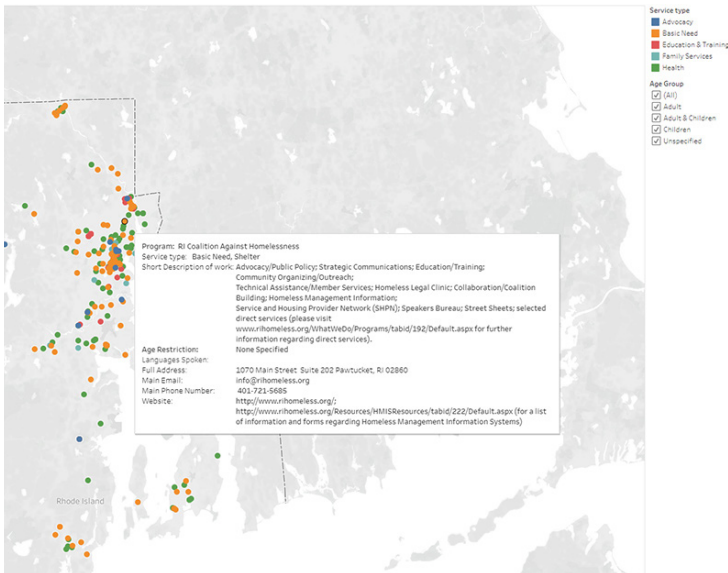 Service type
Advocacy
Basic Need
Education & Training
Family Services
Health
Age Group
(All)
Adult
Adult & Children
Children
Unspecified
Program: RI Coalition Against Homelessness
Service type: Basic Need, Shelter
Short Description of work: Advocacy/Public Policy; Strategic Communications; Education/Training;
Community Organizing/Outreach;
Technical Assistance/Member Services; Homeless Legal Clinic; Collaboration/Coalition
Building; Homeless Management Information;
Service and Housing Provider Network (SHPN); Speakers Bureau; Street Sheets; selected
direct services (please visit
www.rihomeless.org/WhatWeDo/Programs/tabid/192/Default.aspx for further
information regarding direct services).
Age Restriction: None Specified
Languages Spoken:
Full Address: 1070 Main Street Suite 202 Pawtucket, RI 02860
Main Email: info@rihomeless.org
Main Phone Number: 401-721-5685
Website: http://www.rihomeless.org/;
http://www.rihomeless.org/Resources/HMISResources/tabid/222/Default.aspx (for a list
of information and forms regarding Homeless Management Information Systems)
Rhode Island